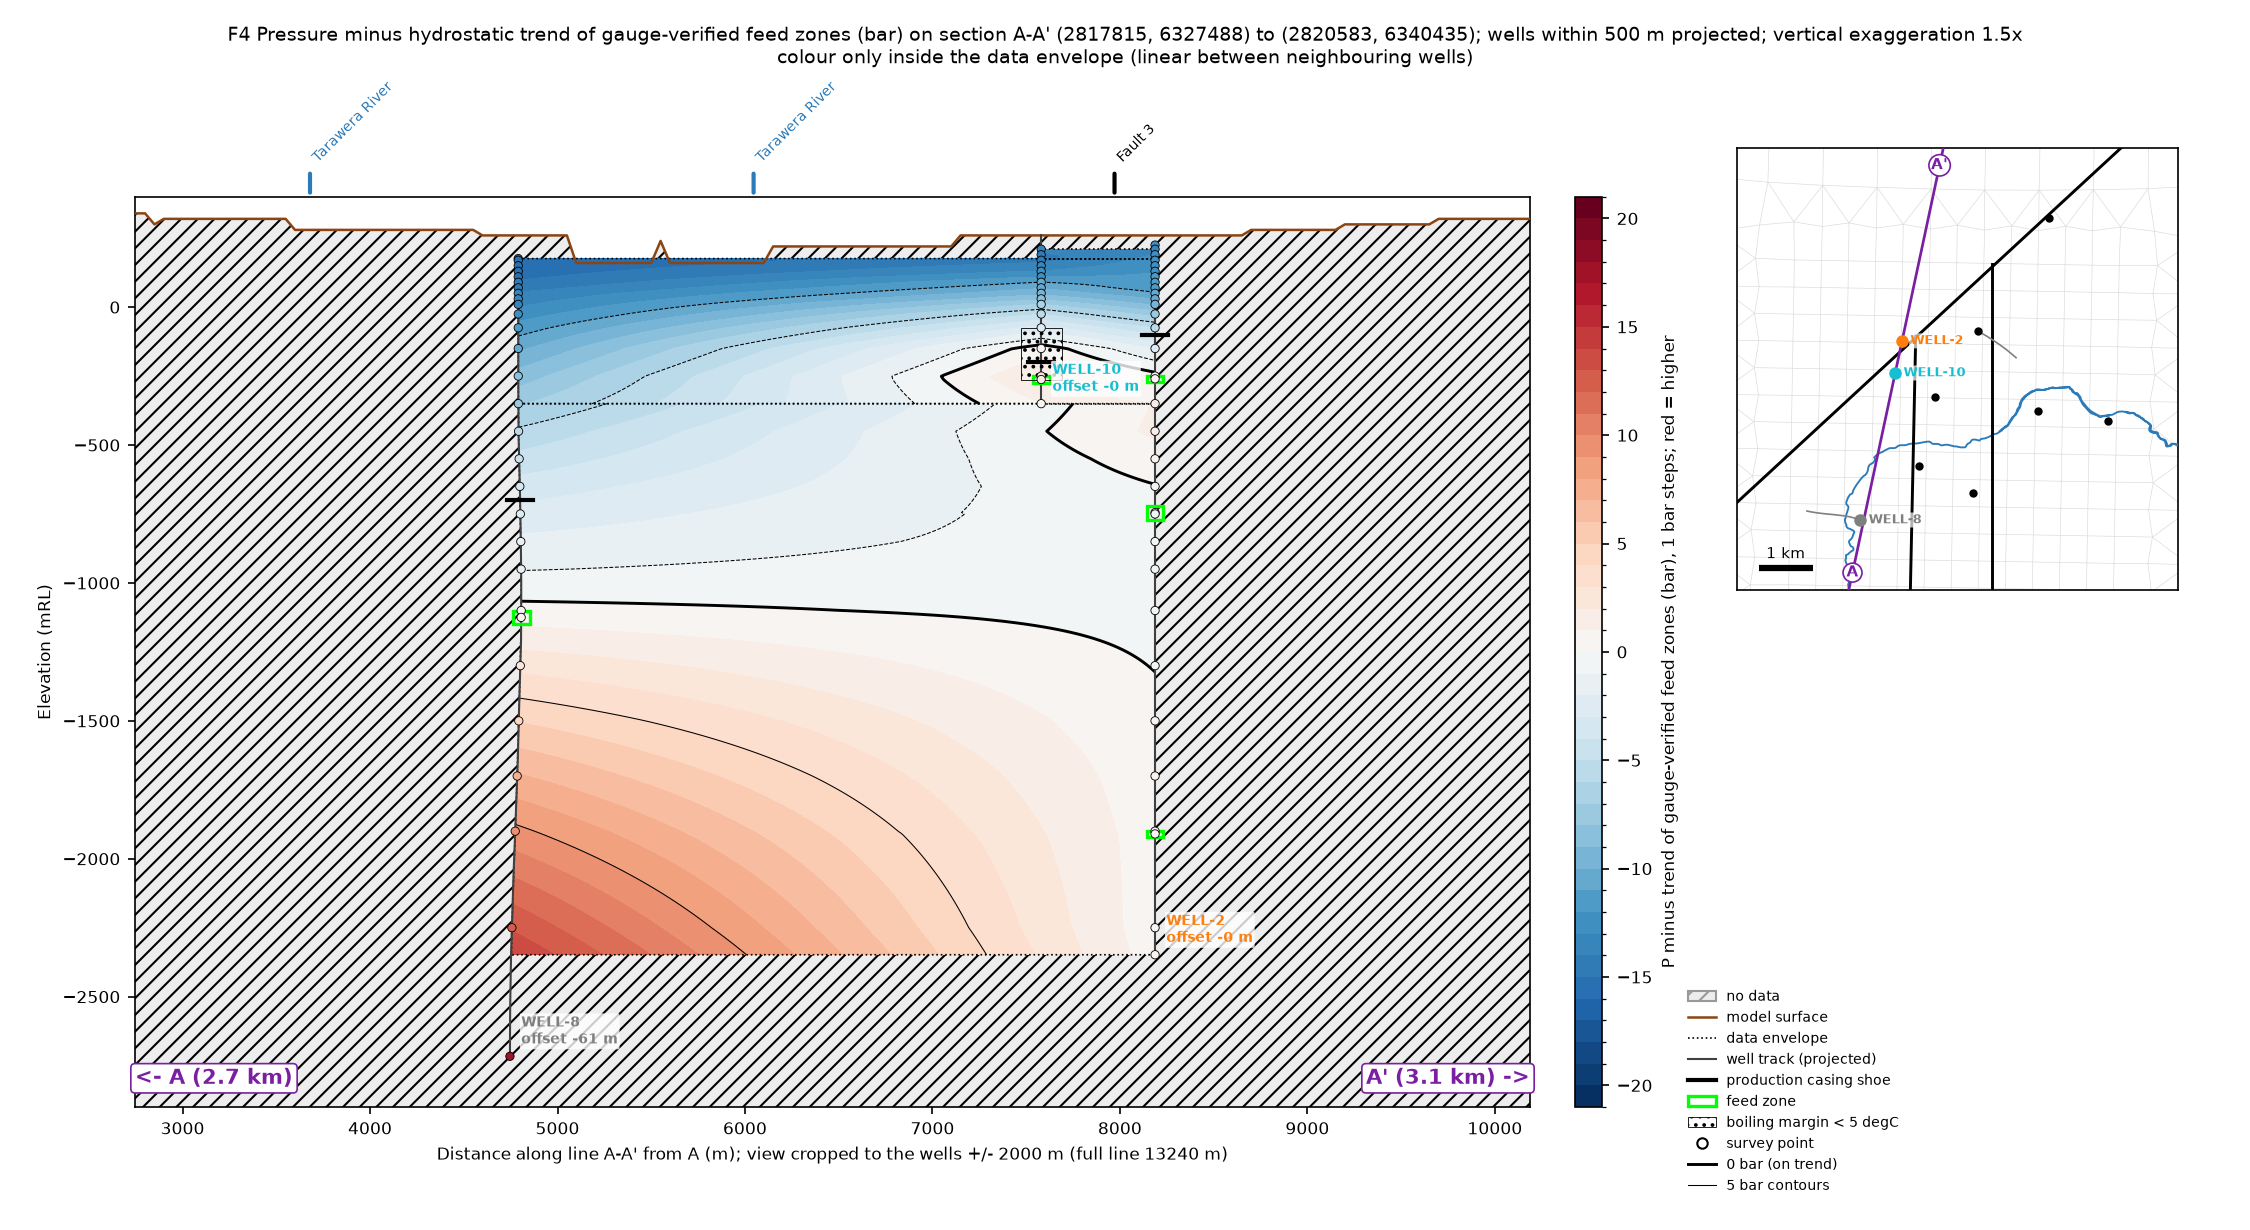 F4 Pressure minus hydrostatic trend of gauge-verified feed zones (bar) on section A-A' (2817815, 6327488) to (2820583, 6340435); wells within 500 m projected; vertical exaggeration 1.5x
colour only inside the data envelope (linear between neighbouring wells)
Tarawera River
Tarawera River
Fault 3
Elevation (mRL)
0
−500
−1000
−1500
−2000
−2500
WELL-10
offset -0 m
WELL-2
offset -0 m
WELL-8
offset -61 m
<- A (2.7 km)
A' (3.1 km) ->
3000
4000
5000
6000
7000
8000
9000
10000
Distance along line A-A' from A (m); view cropped to the wells +/- 2000 m (full line 13240 m)
20
15
10
5
0
−5
−10
−15
−20
P minus trend of gauge-verified feed zones (bar), 1 bar steps; red = higher
A'
WELL-2
WELL-10
WELL-8
1 km
A
no data
model surface
data envelope
well track (projected)
production casing shoe
feed zone
boiling margin < 5 degC
survey point
0 bar (on trend)
5 bar contours